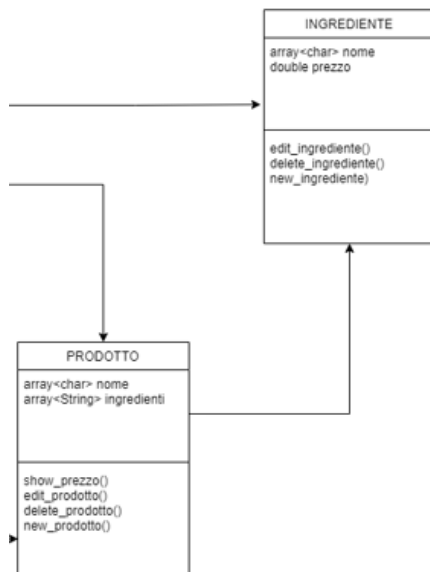 INGREDIENTE
array<char> nome
double prezzo
edit_ingrediente()
delete_ingrediente()
new_ingrediente)
PRODOTTO
array<char> nome
array<String> ingredienti
show_prezzo()
edit_prodotto()
delete_prodotto()
new_prodotto()